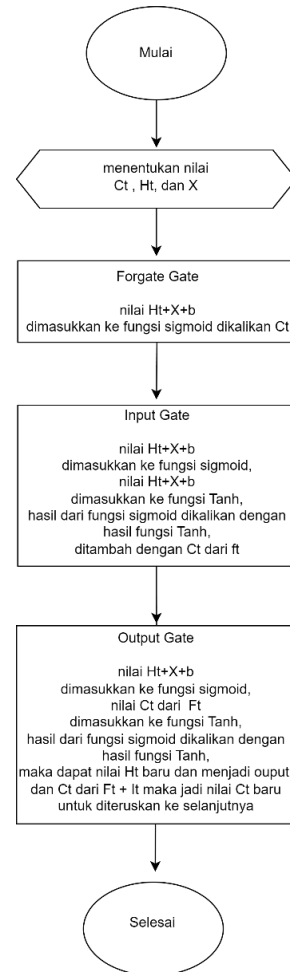 Mulai
menentukan nilai
Ct , Ht, dan X
Forgate Gate
nilai Ht+X+b
dimasukkan ke fungsi sigmoid dikalikan Ct
Input Gate
nilai Ht+X+b
dimasukkan ke fungsi sigmoid,
nilai Ht+X+b
dimasukkan ke fungsi Tanh,
hasil dari fungsi sigmoid dikalikan dengan
hasil fungsi Tanh,
ditambah dengan Ct dari ft
Output Gate
nilai Ht+X+b
dimasukkan ke fungsi sigmoid,
nilai Ct dari Ft
dimasukkan ke fungsi Tanh,
hasil dari fungsi sigmoid dikalikan dengan
hasil fungsi Tanh,
maka dapat nilai Ht baru dan menjadi ouput
dan Ct dari Ft + It maka jadi nilai Ct baru
untuk diteruskan ke selanjutnya
Selesai